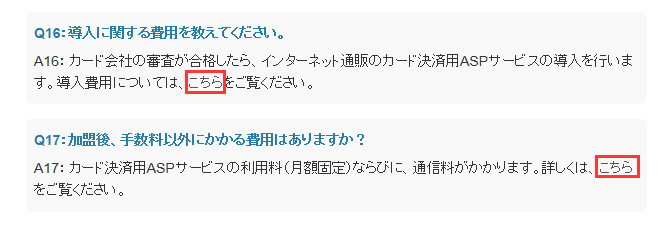 Q16：導入に関する費用を教えてください。
A16： カード会社の審査が合格したら、インターネット通販のカード決済用ASPサービスの導入を行いま
す。導入費用については、こちらをご覧ください。
Q17：加盟後、手数料以外にかかる費用はありますか？
A17： カード決済用ASPサービスの利用料（月額固定）ならびに、通信料がかかります。詳しくは、こちら
をご覧ください。